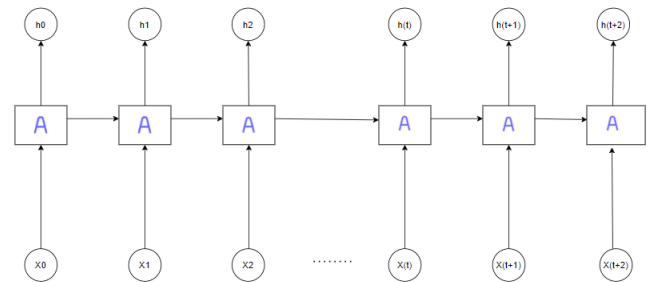 h0 h1 h2 h(t) h(t+1) h(t+2)
A A A A A A
X0 X1 X2 ........ X(t) X(t+1) X(t+2)